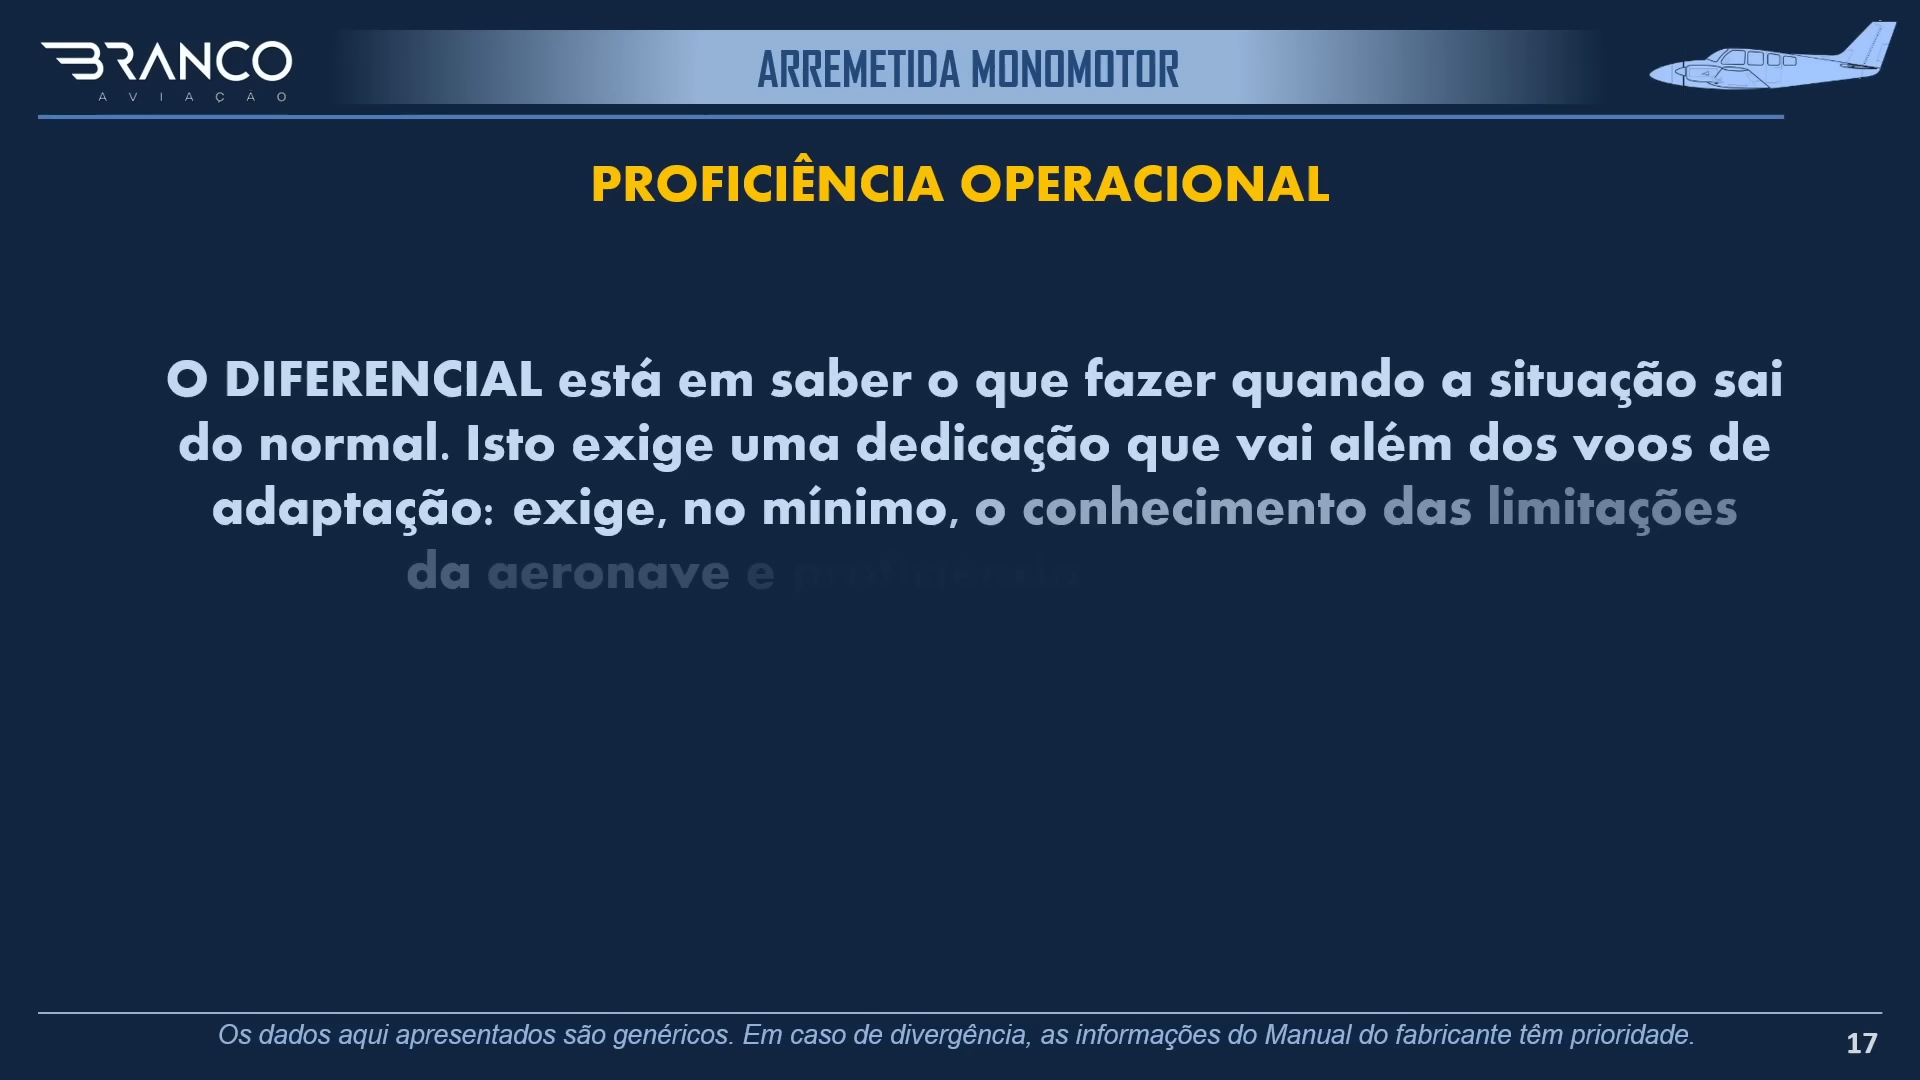 BRANCO
AVIAÇÃO
ARREMETIDA MONOMOTOR
PROFICIÊNCIA OPERACIONAL
O DIFERENCIAL está em saber o que fazer quando a situação sai
do normal. Isto exige uma dedicação que vai além dos voos de
adaptação: exige, no mínimo, o conhecimento das limitações
da aeronave e proficiência
Os dados aqui apresentados são genéricos. Em caso de divergência, as informações do Manual do fabricante têm prioridade.
17